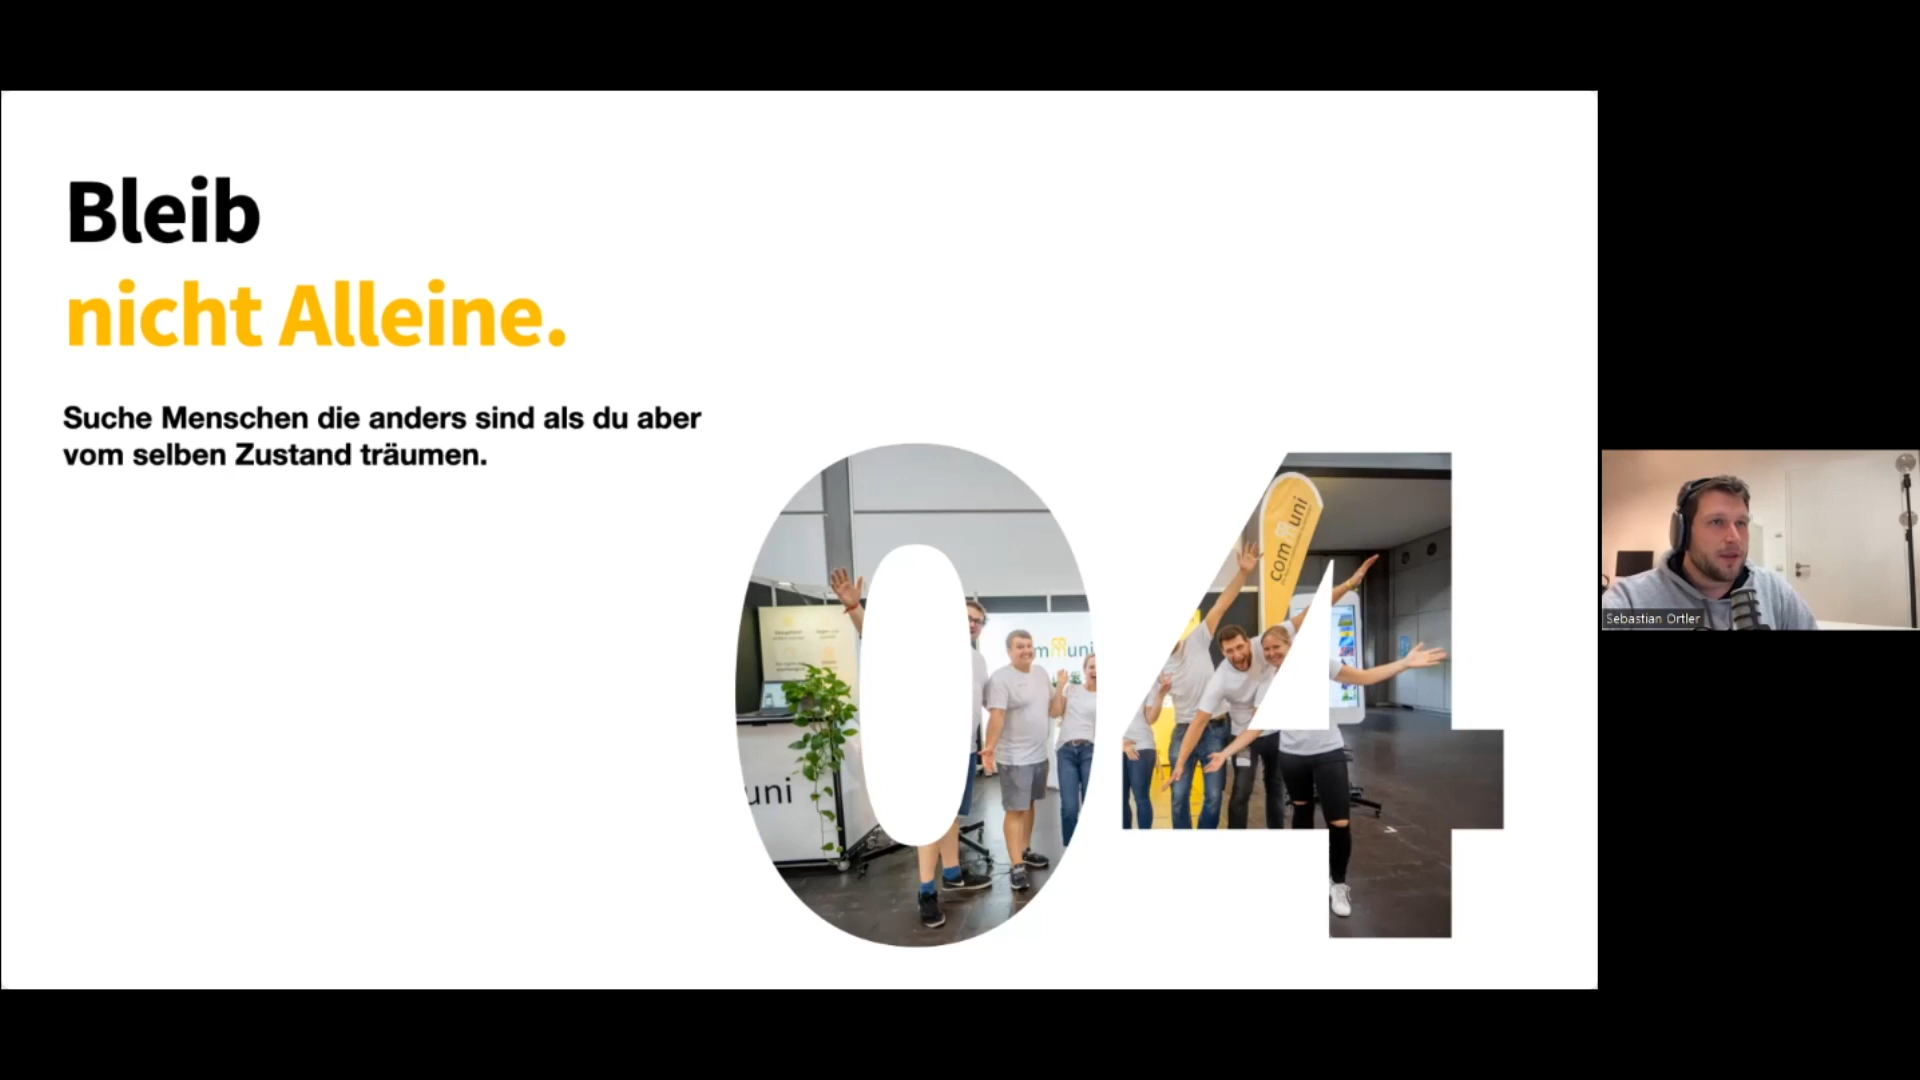 Bleib
nicht Alleine.
Suche Menschen die anders sind als du aber
vom selben Zustand träumen.
04
communi
mmuni
uni
Sebastian Ortler